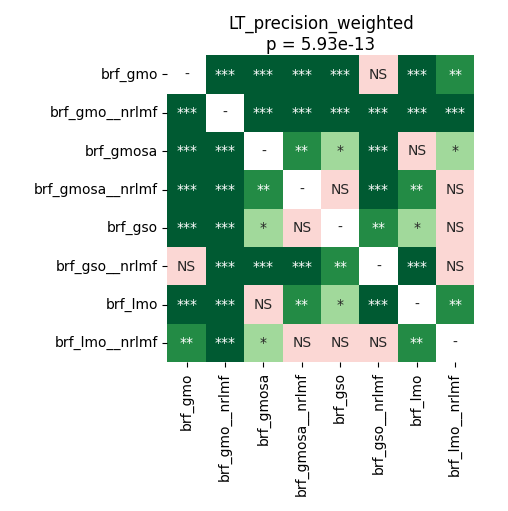 LT_precision_weighted
p = 5.93e-13
brf_gmo - *** *** *** *** NS *** **
brf_gmo__nrlmf *** - *** *** *** *** *** ***
brf_gmosa *** *** - ** * *** NS *
brf_gmosa__nrlmf *** *** ** - NS *** ** NS
brf_gso *** *** * NS - ** * NS
brf_gso__nrlmf NS *** *** *** ** - *** NS
brf_lmo *** *** NS ** * *** - **
brf_lmo__nrlmf ** *** * NS NS NS ** -
brf_gmo
brf_gmo__nrlmf
brf_gmosa
brf_gmosa__nrlmf
brf_gso
brf_gso__nrlmf
brf_lmo
brf_lmo__nrlmf